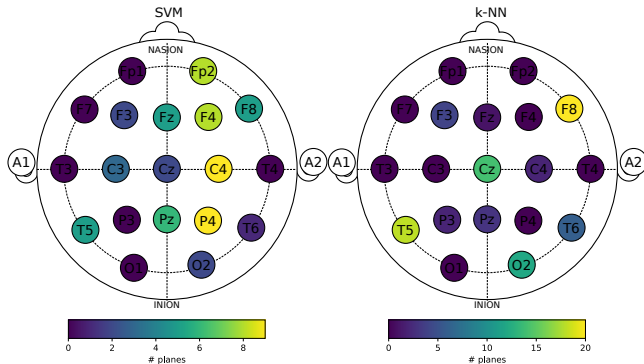 SVM
NASION
Fp1 Fp2
F7 F3 Fz F4 F8
A1 T3 C3 Cz C4 T4 A2
T5 P3 Pz P4 T6
O1 O2
INION
0 2 4 6 8
# planes
k-NN
NASION
Fp1 Fp2
F7 F3 Fz F4 F8
A1 T3 C3 Cz C4 T4 A2
T5 P3 Pz P4 T6
O1 O2
INION
0 5 10 15 20
# planes